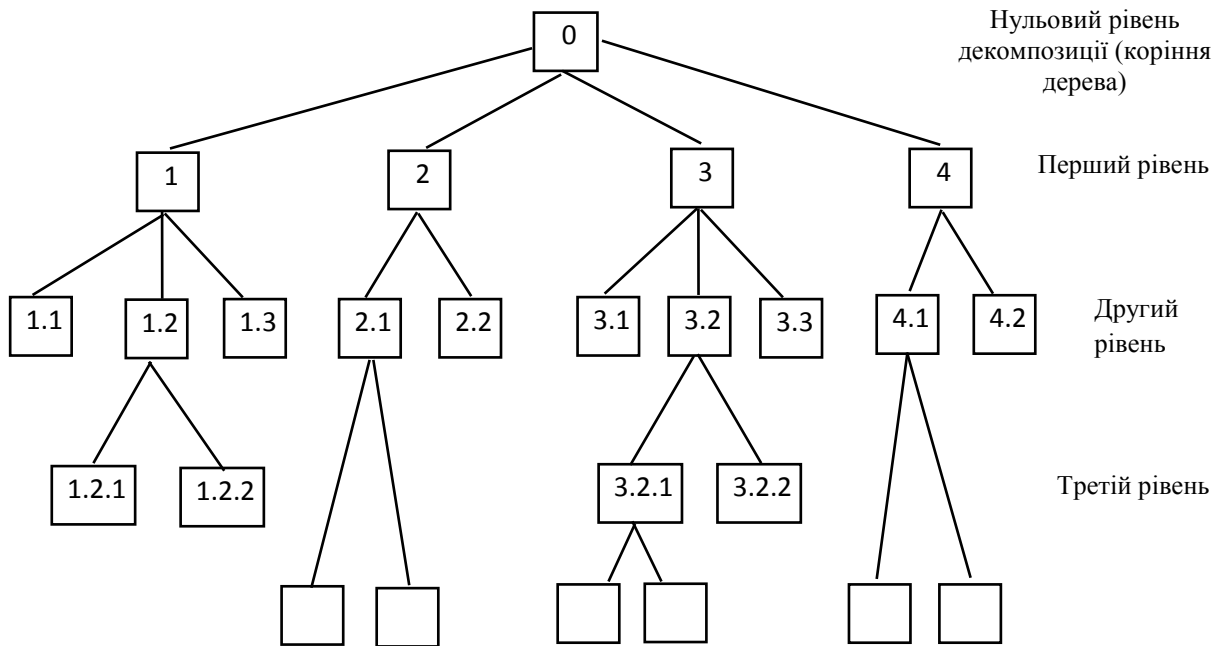 Нульовий рівень
декомпозиції (коріння
дерева)
0
1
2
3
4
Перший рівень
1.1
1.2
1.3
2.1
2.2
3.1
3.2
3.3
4.1
4.2
Другий
рівень
1.2.1
1.2.2
3.2.1
3.2.2
Третій рівень